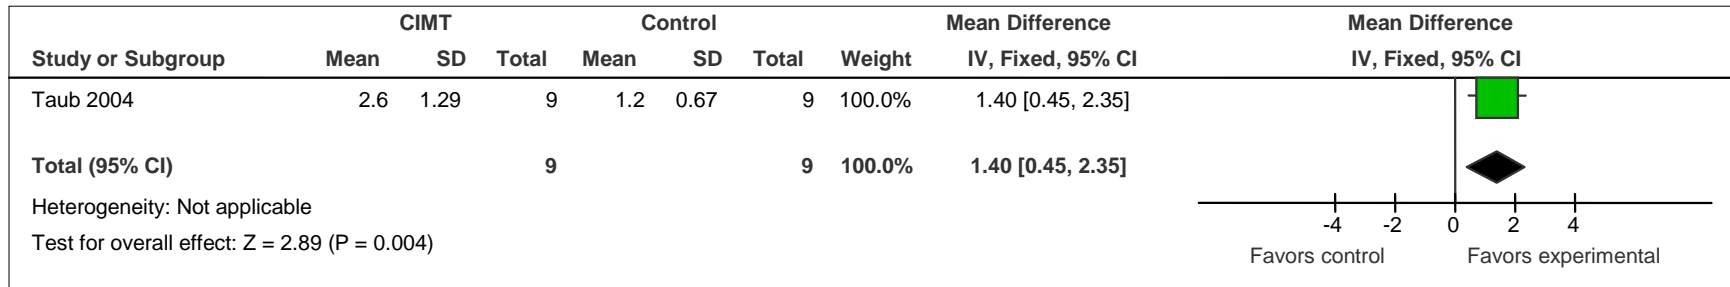 CIMT Control Mean Difference Mean Difference
Study or Subgroup Mean SD Total Mean SD Total Weight IV, Fixed, 95% CI IV, Fixed, 95% CI
Taub 2004 2.6 1.29 9 1.2 0.67 9 100.0% 1.40 [0.45, 2.35]
Total (95% CI) 9 9 100.0% 1.40 [0.45, 2.35]
Heterogeneity: Not applicable
Test for overall effect: Z = 2.89 (P = 0.004)
-4 -2 0 2 4
Favors control Favors experimental